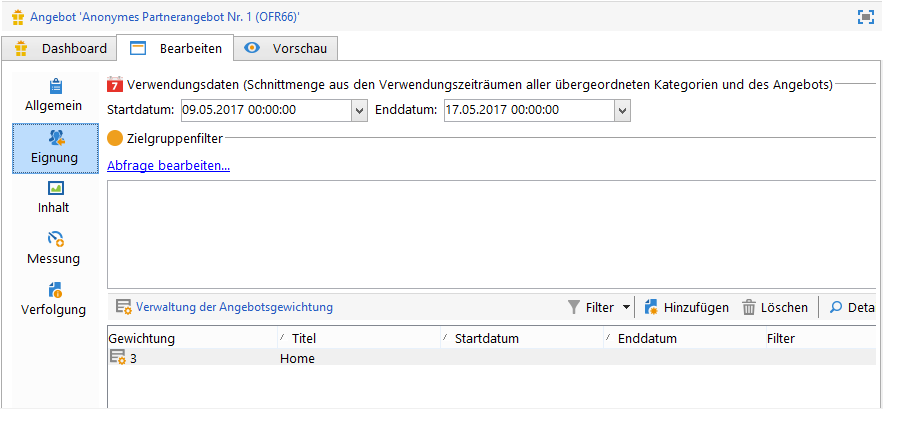 Angebot 'Anonymes Partnerangebot Nr. 1 (OFR66)'
Dashboard Bearbeiten Vorschau
Allgemein
Eignung
Inhalt
Messung
Verfolgung
7 Verwendungsdaten (Schnittmenge aus den Verwendungszeiträumen aller übergeordneten Kategorien und des Angebots)
Startdatum: 09.05.2017 00:00:00 Enddatum: 17.05.2017 00:00:00
Zielgruppenfilter
Abfrage bearbeiten...
Verwaltung der Angebotsgewichtung Filter Hinzufügen Löschen Deta
Gewichtung Titel Startdatum Enddatum Filter
3 Home